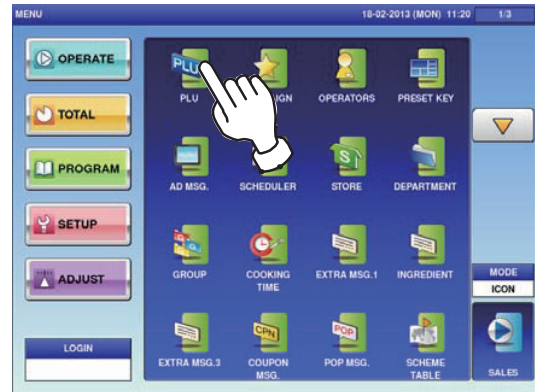 MENU
18-02-2013 (MON) 11:20
1/3
OPERATE
TOTAL
PROGRAM
SETUP
ADJUST
LOGIN
PLU
PLU
IGN
OPERATORS
PRESET KEY
AD MSG.
SCHEDULER
S
STORE
DEPARTMENT
GROUP
COOKING
TIME
EXTRA MSG.1
INGREDIENT
EXTRA MSG.3
CPN
COUPON
MSG.
POP
POP MSG.
SCHEME
TABLE
MODE
ICON
SALES